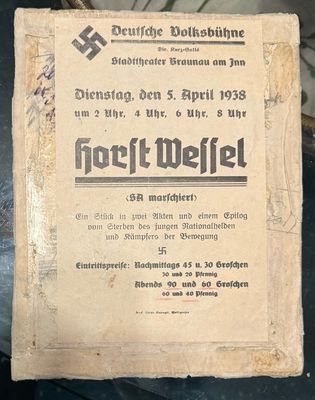 Deutsche Volksbühne
Stadttheater Braunau am Inn
Dienstag, den 5. April 1938
um 2 Uhr, 4 Uhr, 6 Uhr, 8 Uhr
Horst Wessel
(SA marschiert)
Ein Stück in zwei Akten und einem Epilog
vom Sterben des jungen Nationalhelden
und Kämpfers der Bewegung
Eintrittspreise: Nachmittags 45 u. 30 Groschen
30 und 20 Pfennig
Abends 90 und 60 Groschen
60 und 40 Pfennig